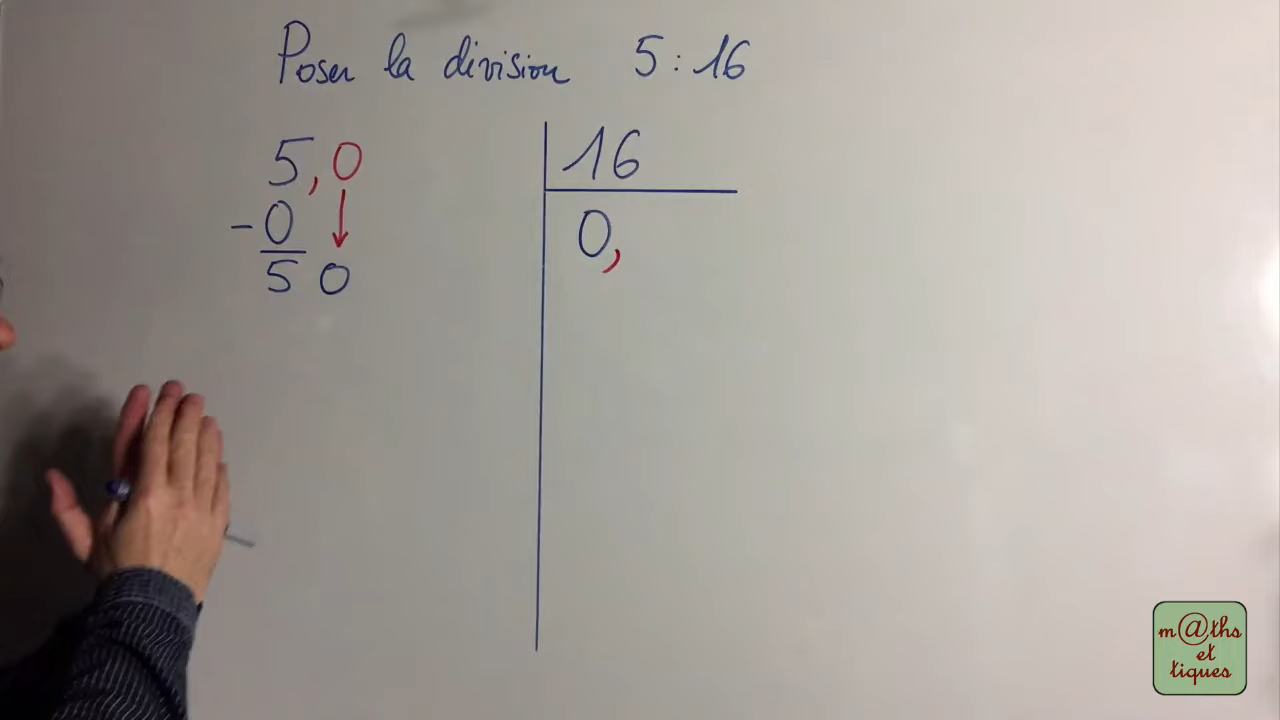 Poser la division 5 : 16
5,0 16
- 0 0,
5 0
m@ths
et
tiques